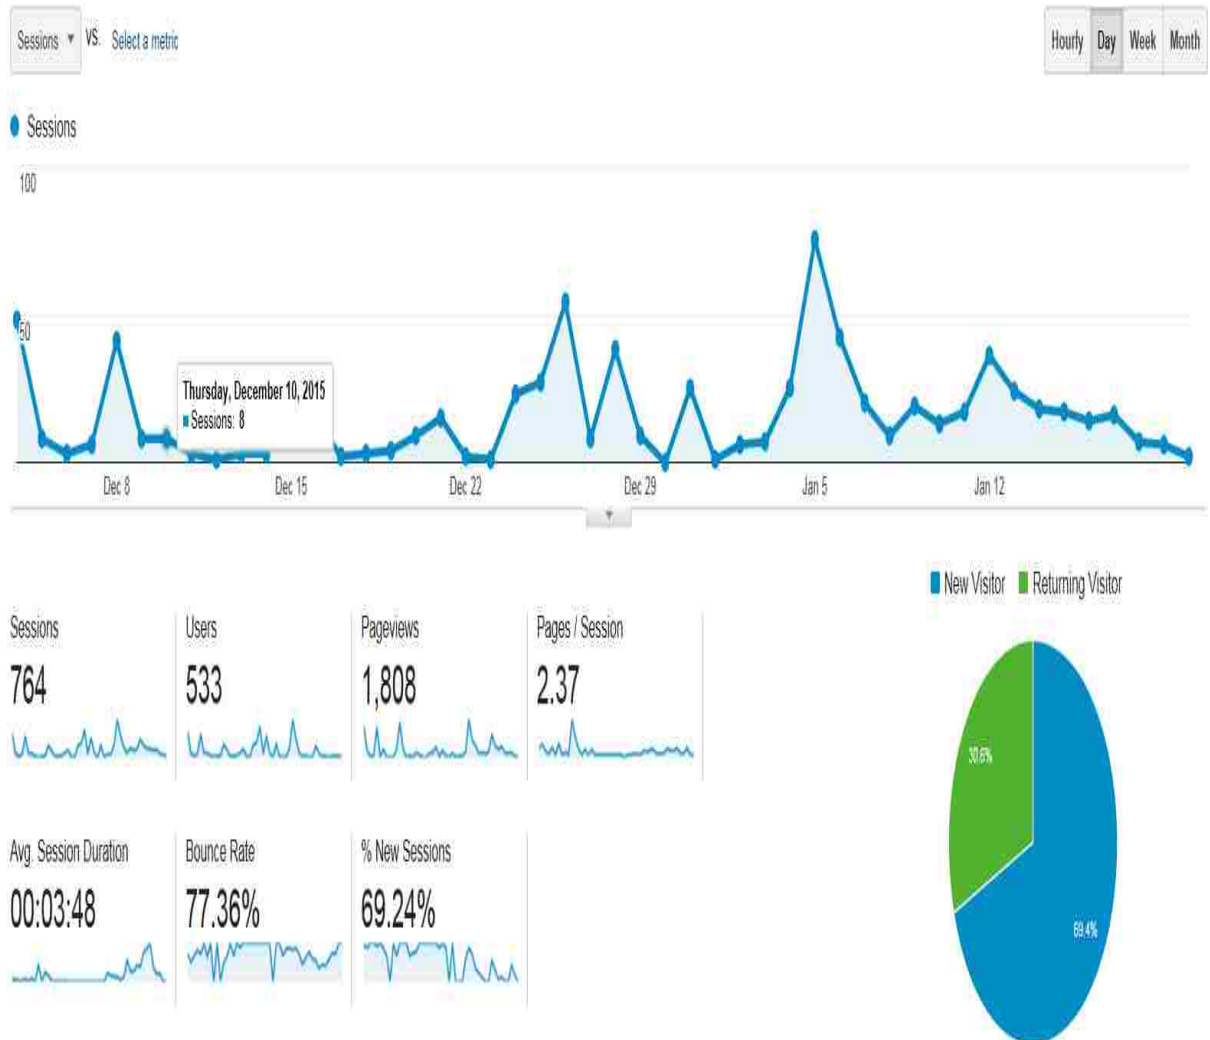 Sessions VS. Select a metric
Hourly Day Week Month
Sessions
100
50
Thursday, December 10, 2015
Sessions: 8
Dec 8 Dec 15 Dec 22 Dec 29 Jan 5 Jan 12
New Visitor Returning Visitor
Sessions Users Pageviews Pages / Session
764 533 1,808 2.37
30.6%
Avg. Session Duration Bounce Rate % New Sessions
00:03:48 77.36% 69.24%
69.4%